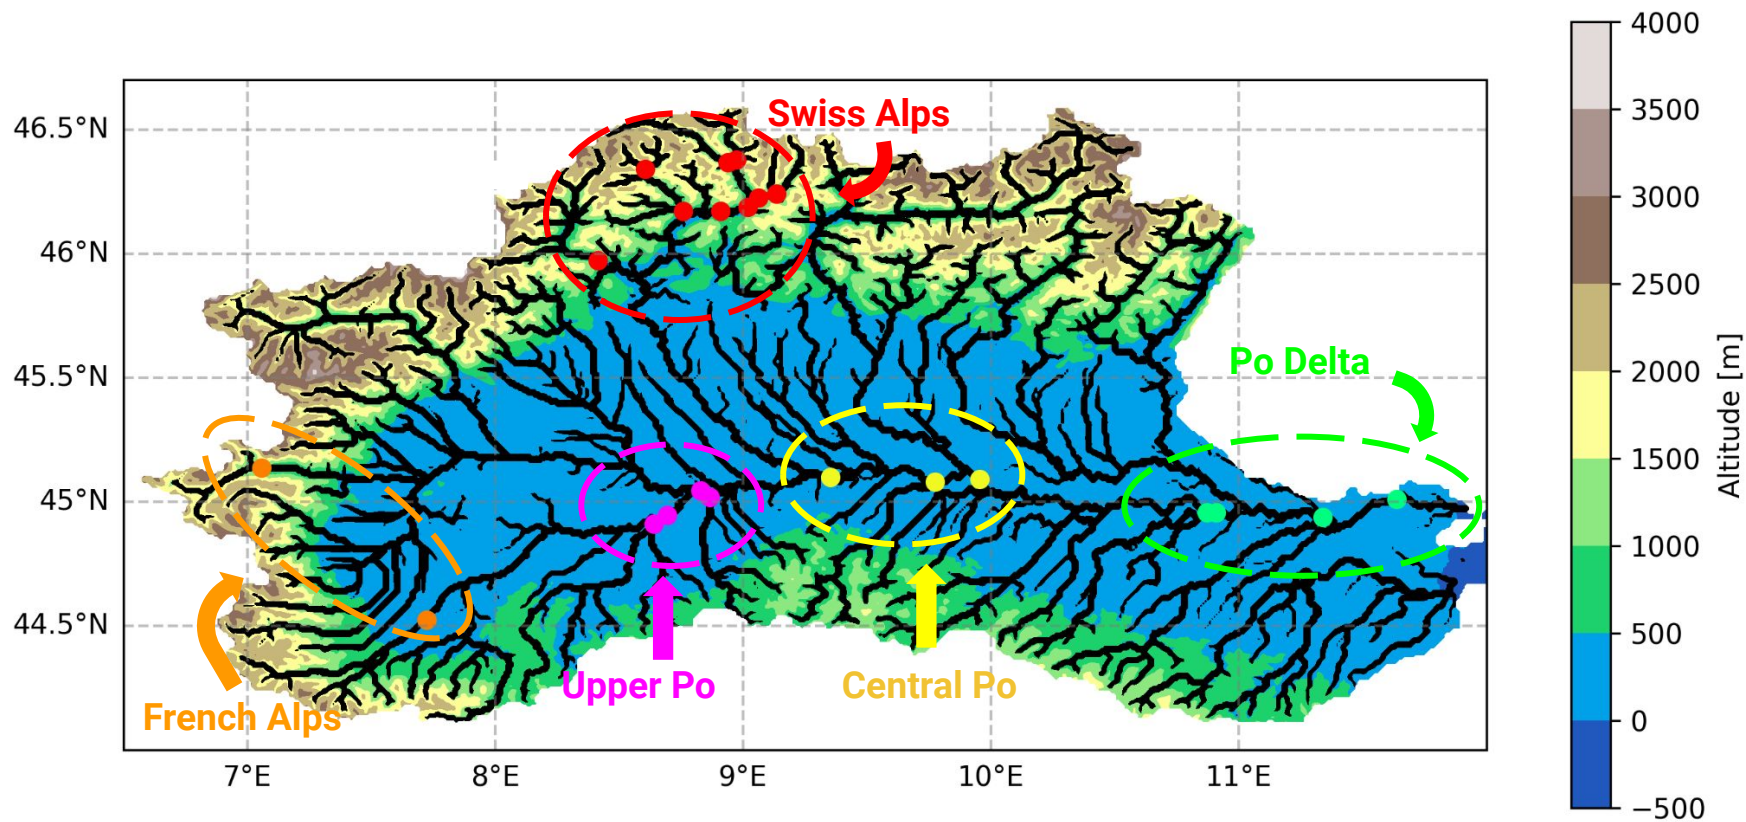 4000
46.5°N
Swiss Alps
3500
3000
46°N
2500
45.5°N
Po Delta
2000
Altitude [m]
1500
45°N
1000
44.5°N
500
Upper Po
Central Po
French Alps
0
7°E
8°E
9°E
10°E
11°E
−500